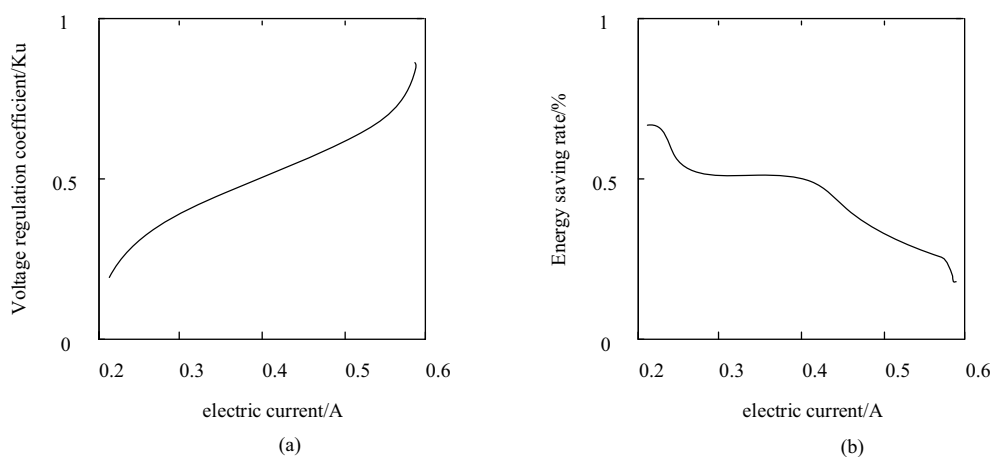 Voltage regulation coefficient/Ku
1
0.5
0
0.2 0.3 0.4 0.5 0.6
electric current/A
(a)
Energy saving rate/%
1
0.5
0
0.2 0.3 0.4 0.5 0.6
electric current/A
(b)